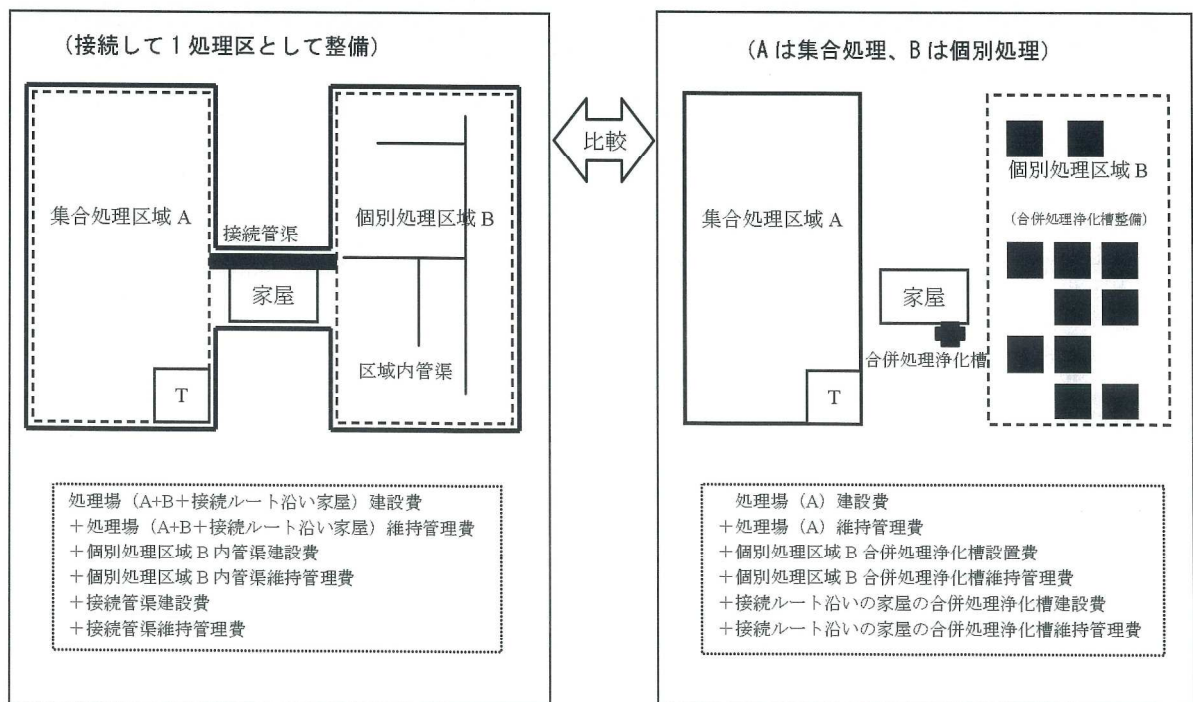 (接続して1処理区として整備)
集合処理区域 A
接続管渠
家屋
個別処理区域 B
区域内管渠
T
処理場（A+B＋接続ルート沿い家屋）建設費
＋処理場（A+B＋接続ルート沿い家屋）維持管理費
＋個別処理区域 B 内管渠建設費
＋個別処理区域 B 内管渠維持管理費
＋接続管渠建設費
＋接続管渠維持管理費
比較
(A は集合処理、B は個別処理)
集合処理区域 A
家屋
合併処理浄化槽
T
個別処理区域 B
(合併処理浄化槽整備)
処理場（A）建設費
＋処理場（A）維持管理費
＋個別処理区域 B 合併処理浄化槽設置費
＋個別処理区域 B 合併処理浄化槽維持管理費
＋接続ルート沿いの家屋の合併処理浄化槽建設費
＋接続ルート沿いの家屋の合併処理浄化槽維持管理費